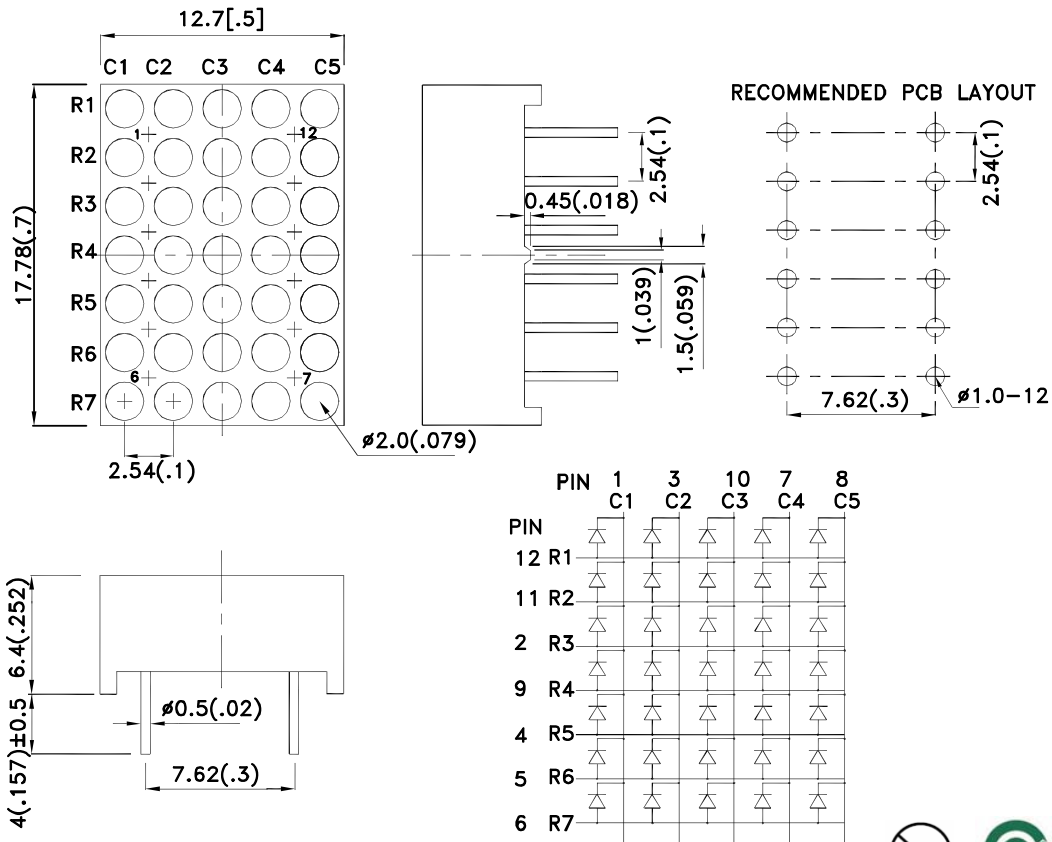 12.7[.5]
C1 C2 C3 C4 C5
R1
1 12
R2
R3
R4
R5
R6
6 7
R7
17.78(.7)
2.54(.1)
ø2.0(.079)
2.54(.1)
0.45(.018)
1(.039)
1.5(.059)
RECOMMENDED PCB LAYOUT
2.54(.1)
7.62(.3)
ø1.0-12
6.4(.252)
4(.157)±0.5
ø0.5(.02)
7.62(.3)
PIN 1 3 10 7 8
C1 C2 C3 C4 C5
PIN
12 R1
11 R2
2 R3
9 R4
4 R5
5 R6
6 R7